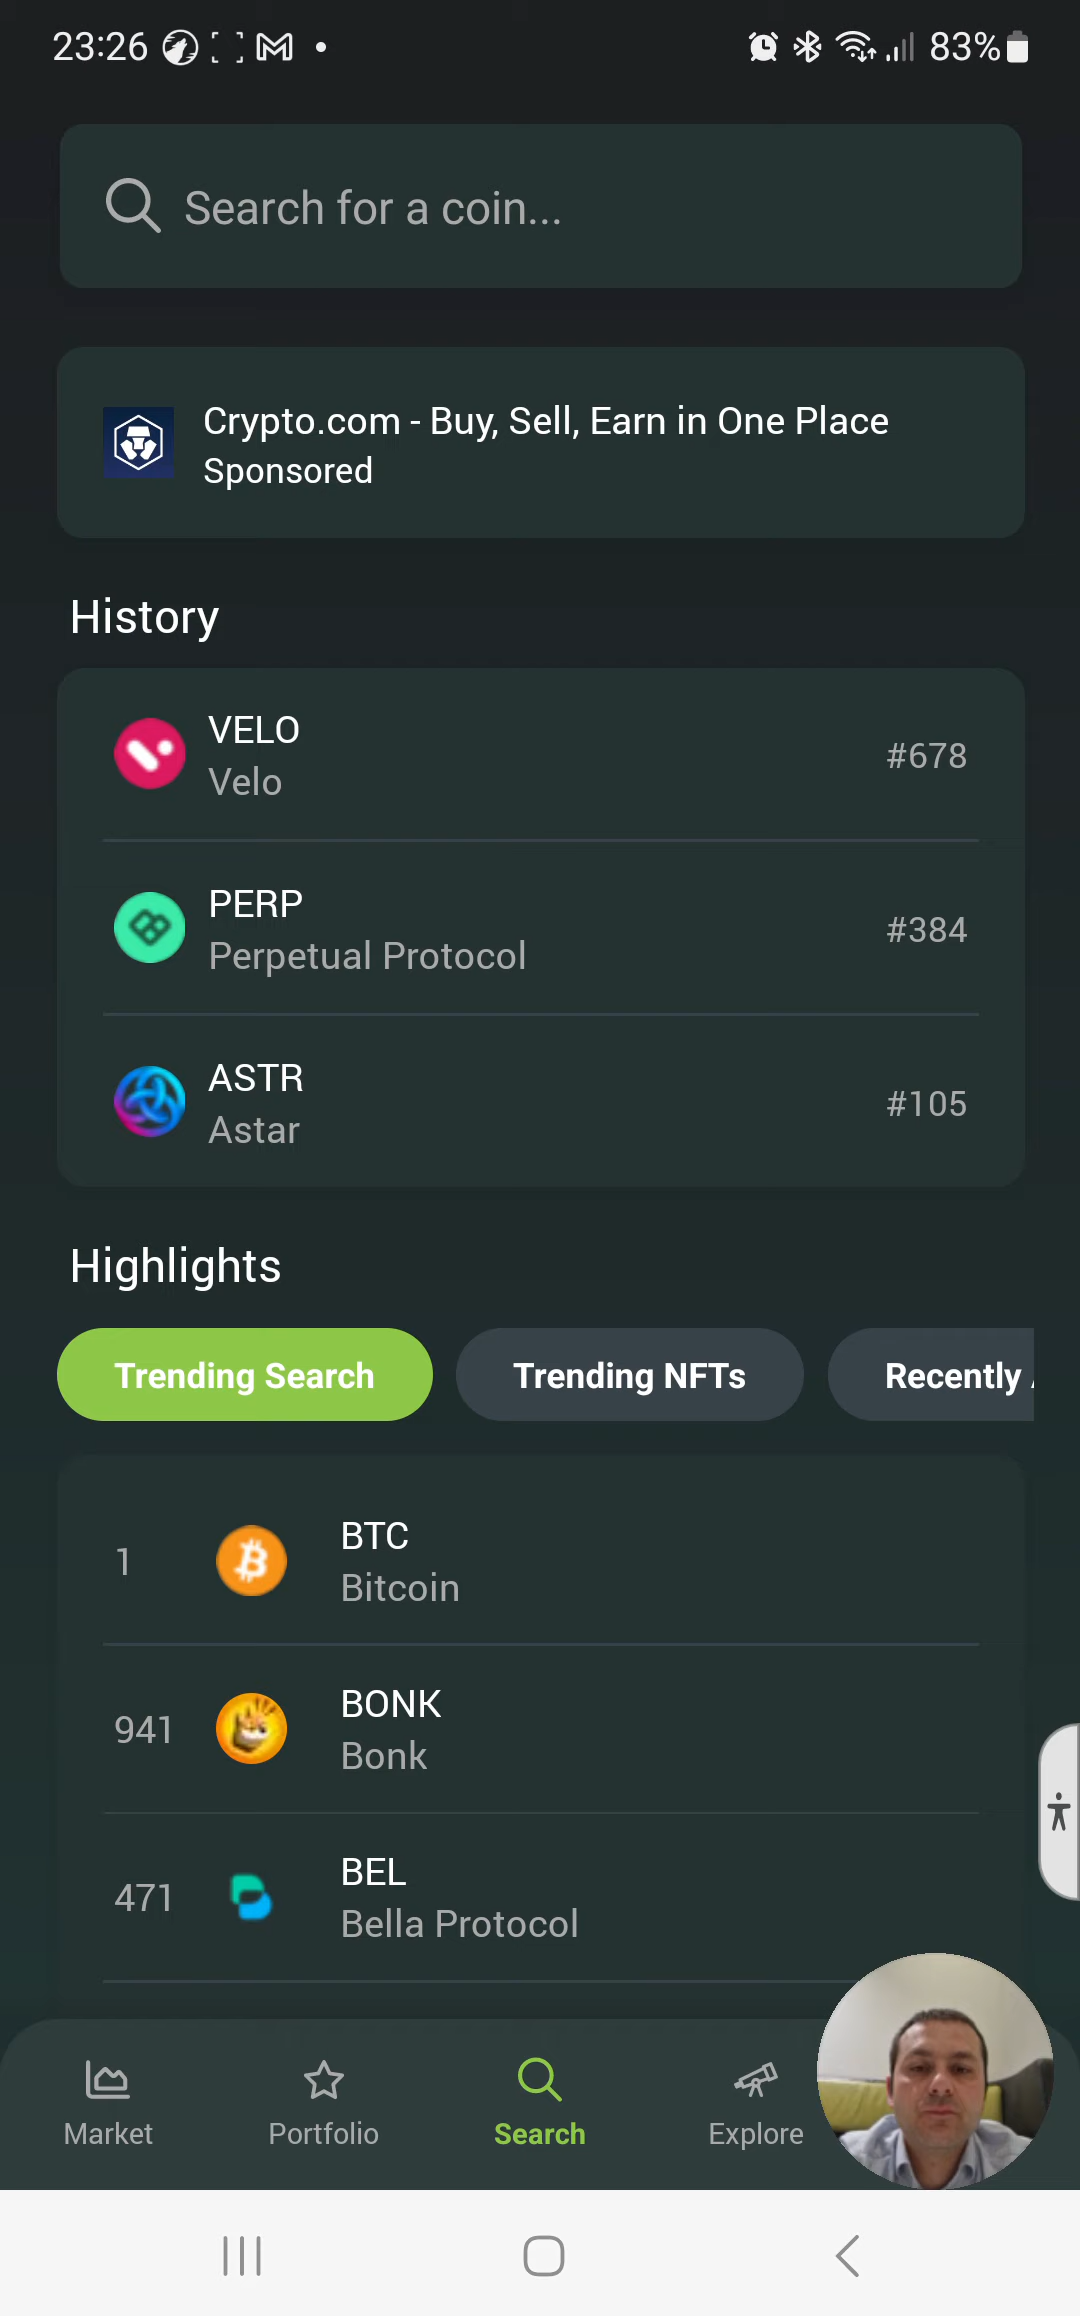 23:26
83%
Search for a coin...
Crypto.com - Buy, Sell, Earn in One Place
Sponsored
History
VELO
Velo
#678
PERP
Perpetual Protocol
#384
ASTR
Astar
#105
Highlights
Trending Search
Trending NFTs
Recently
1
BTC
Bitcoin
941
BONK
Bonk
471
BEL
Bella Protocol
Market
Portfolio
Search
Explore